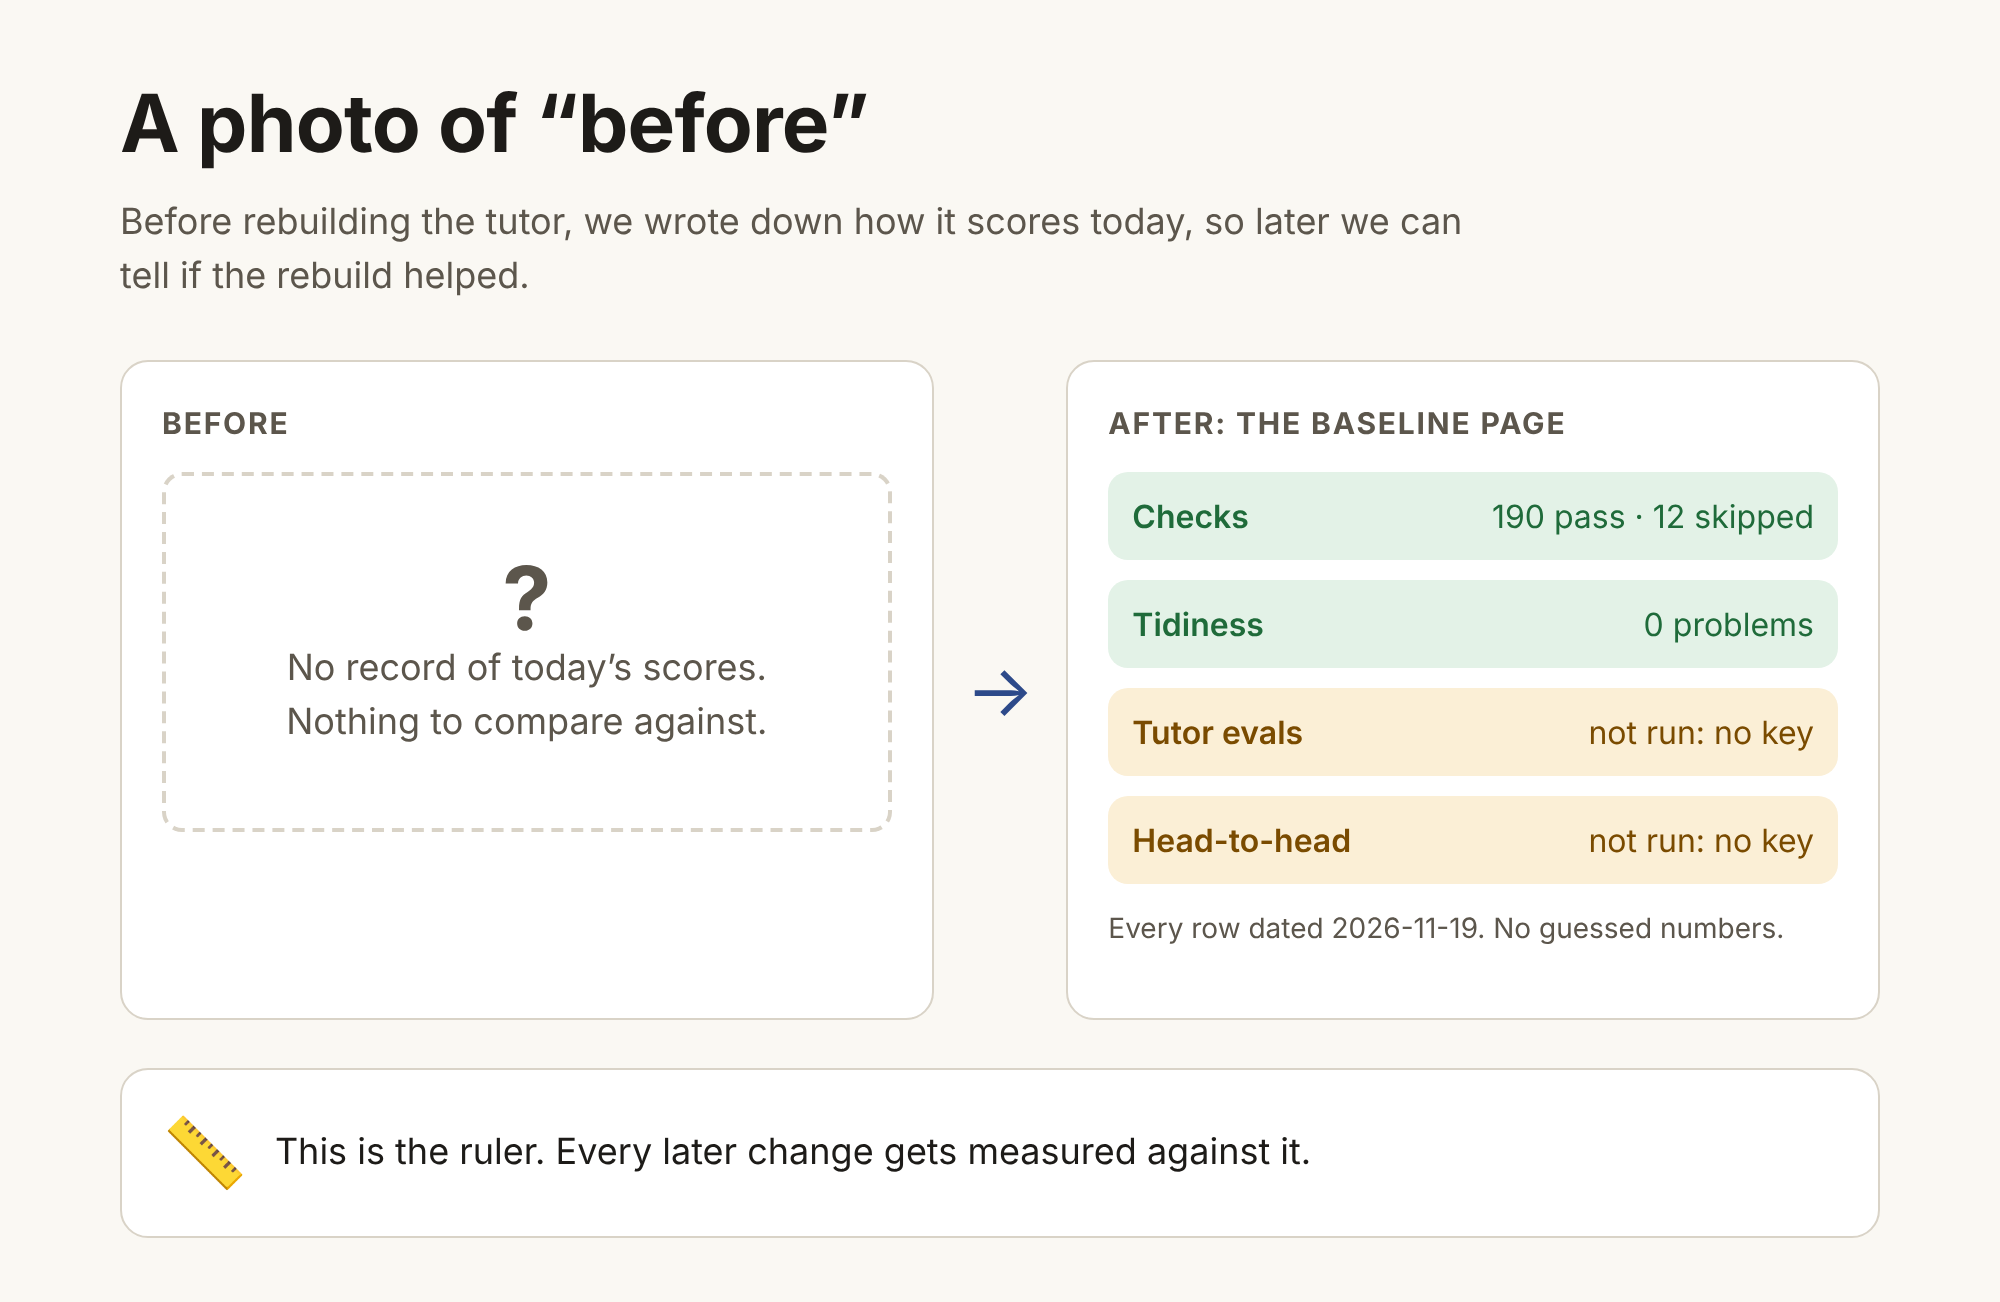 A photo of “before”
Before rebuilding the tutor, we wrote down how it scores today, so later we can
tell if the rebuild helped.
BEFORE
?
No record of today’s scores.
Nothing to compare against.
→
AFTER: THE BASELINE PAGE
Checks 190 pass · 12 skipped
Tidiness 0 problems
Tutor evals not run: no key
Head-to-head not run: no key
Every row dated 2026-11-19. No guessed numbers.
This is the ruler. Every later change gets measured against it.